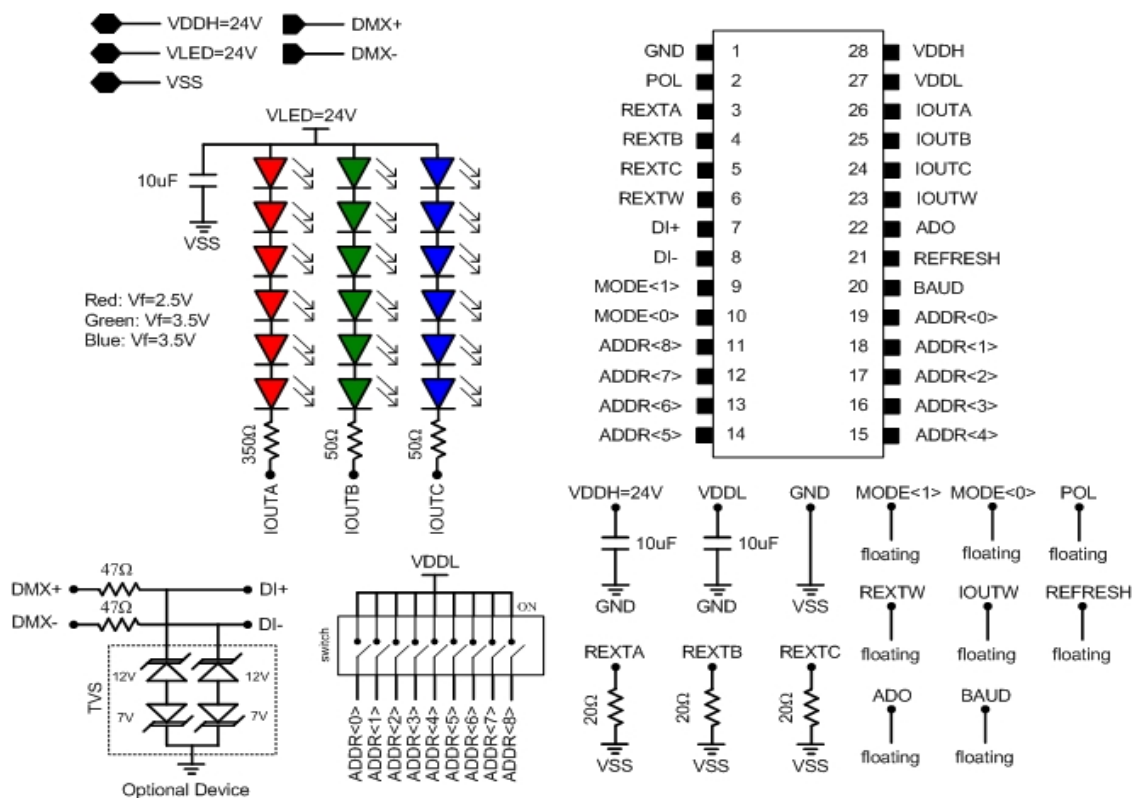 VDDH=24V
DMX+
VLED=24V
DMX-
VSS
VLED=24V
10uF
VSS
Red: Vf=2.5V
Green: Vf=3.5V
Blue: Vf=3.5V
350Ω
50Ω
50Ω
IOUTA
IOUTB
IOUTC
GND 1 28 VDDH
POL 2 27 VDDL
REXTA 3 26 IOUTA
REXTB 4 25 IOUTB
REXTC 5 24 IOUTC
REXTW 6 23 IOUTW
DI+ 7 22 ADO
DI- 8 21 REFRESH
MODE<1> 9 20 BAUD
MODE<0> 10 19 ADDR<0>
ADDR<8> 11 18 ADDR<1>
ADDR<7> 12 17 ADDR<2>
ADDR<6> 13 16 ADDR<3>
ADDR<5> 14 15 ADDR<4>
47Ω
DMX+
DI+
47Ω
DMX-
DI-
TVS
12V
12V
7V
7V
Optional Device
VDDL
ON
switch
ADDR<0>
ADDR<1>
ADDR<2>
ADDR<3>
ADDR<4>
ADDR<5>
ADDR<6>
ADDR<7>
ADDR<8>
VDDH=24V
VDDL
GND
MODE<1>
MODE<0>
POL
10uF
10uF
floating
floating
floating
GND
GND
VSS
REXTW
IOUTW
REFRESH
floating
floating
floating
REXTA
REXTB
REXTC
20Ω
20Ω
20Ω
VSS
VSS
VSS
ADO
BAUD
floating
floating